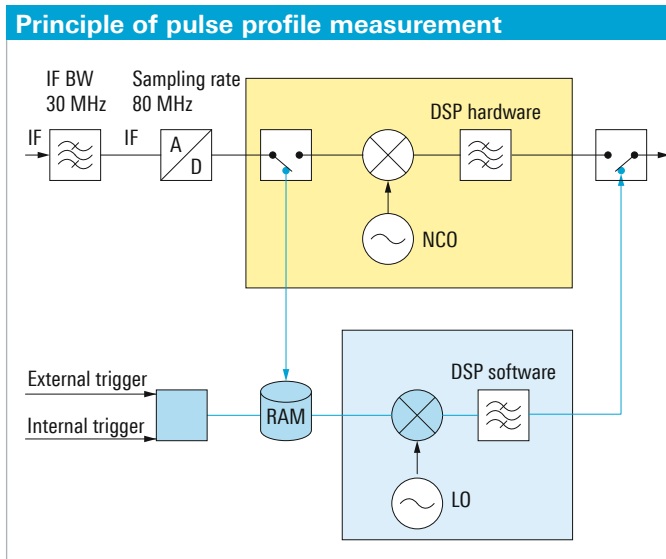 Principle of pulse profile measurement
IF BW
30 MHz
Sampling rate
80 MHz
DSP hardware
IF
IF
A
D
NCO
DSP software
External trigger
Internal trigger
RAM
LO